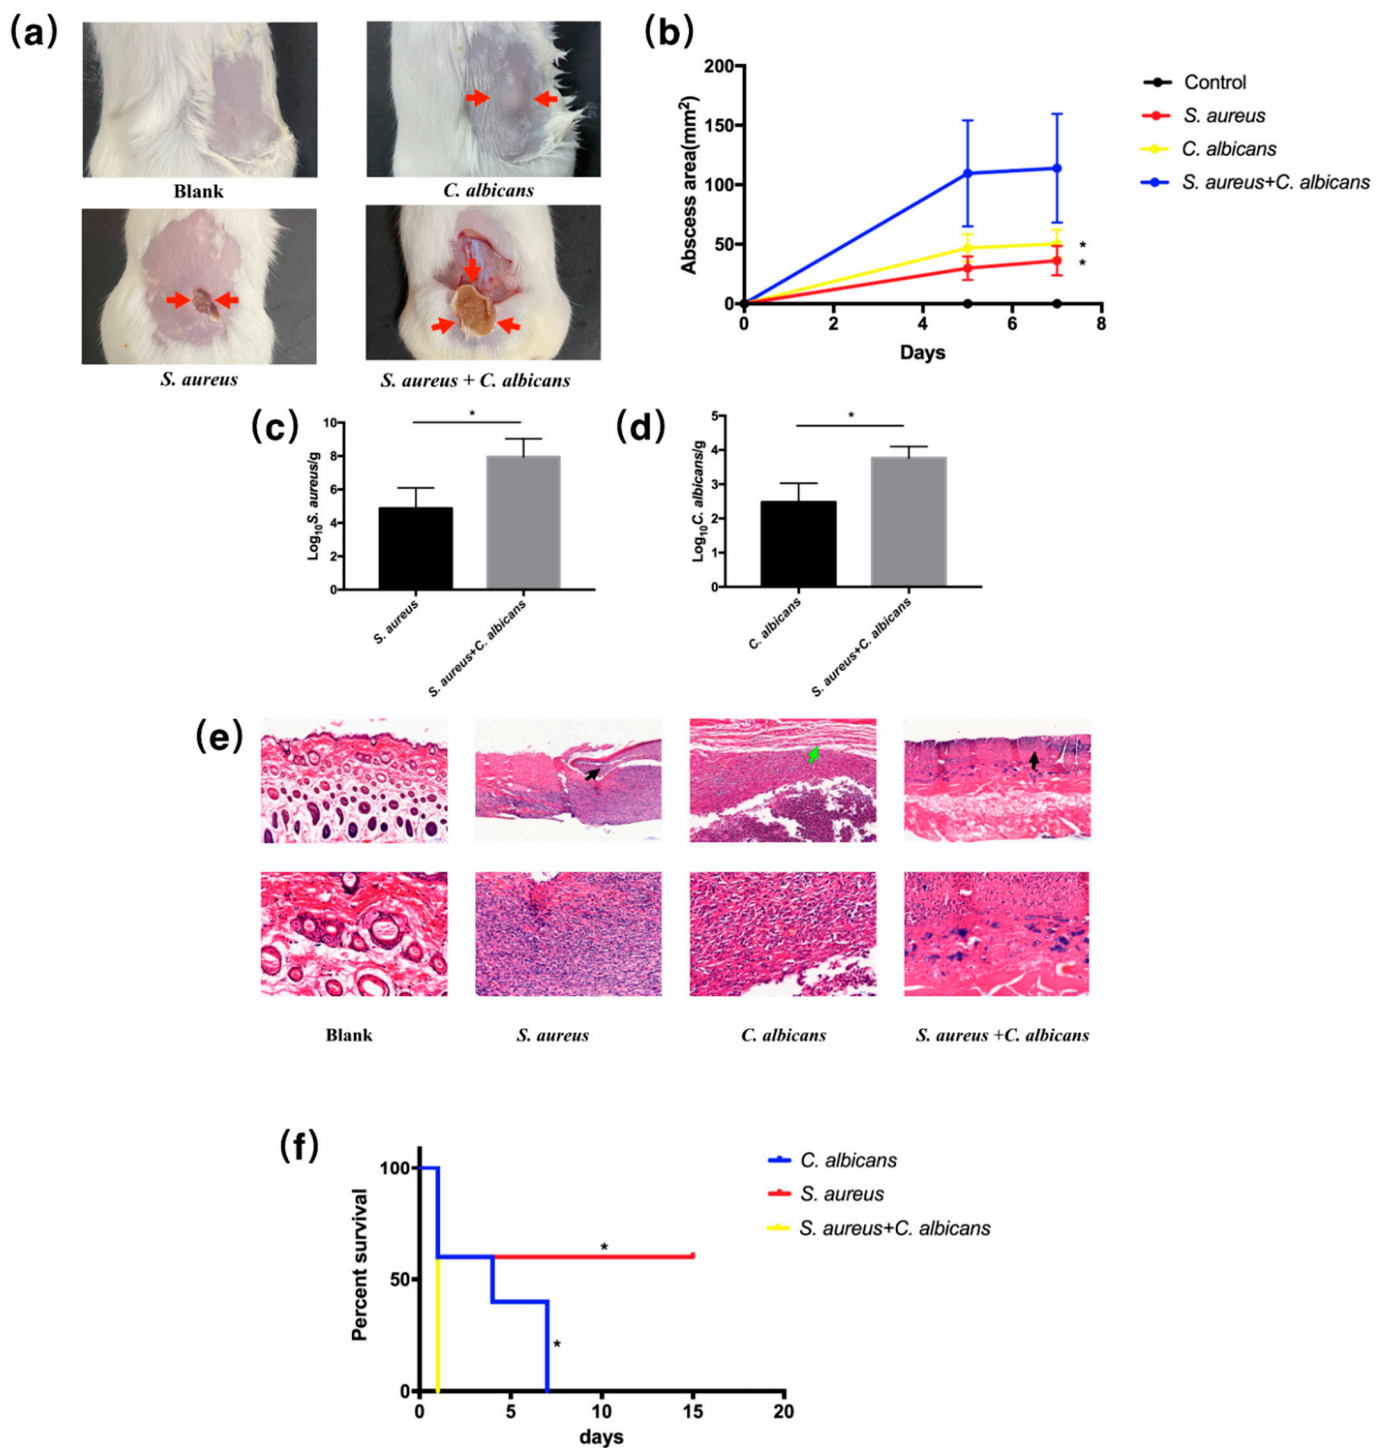 (a)
Blank
C. albicans
S. aureus
S. aureus + C. albicans
(b)
Abscess area(mm²)
200
150
100
50
0
0 2 4 6 8
Days
*
*
Control
S. aureus
C. albicans
S. aureus+C. albicans
(c)
Log₁₀S. aureus/g
10
8
6
4
2
0
*
S. aureus
S. aureus+C. albicans
(d)
Log₁₀C. albicans/g
5
4
3
2
1
0
*
C. albicans
S. aureus+C. albicans
(e)
Blank
S. aureus
C. albicans
S. aureus +C. albicans
(f)
Percent survival
100
50
0
0 5 10 15 20
days
*
*
C. albicans
S. aureus
S. aureus+C. albicans